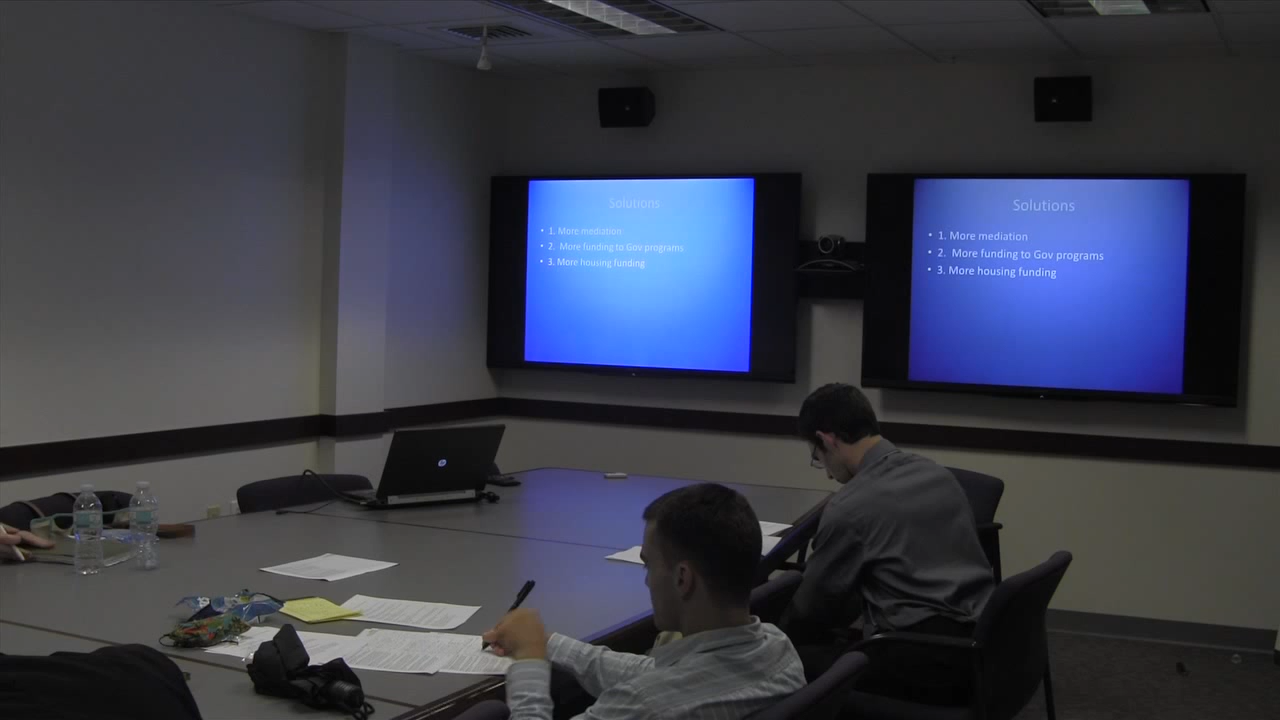 Solutions
• 1. More mediation
• 2. More funding to Gov programs
• 3. More housing funding
Solutions
• 1. More mediation
• 2. More funding to Gov programs
• 3. More housing funding
hp